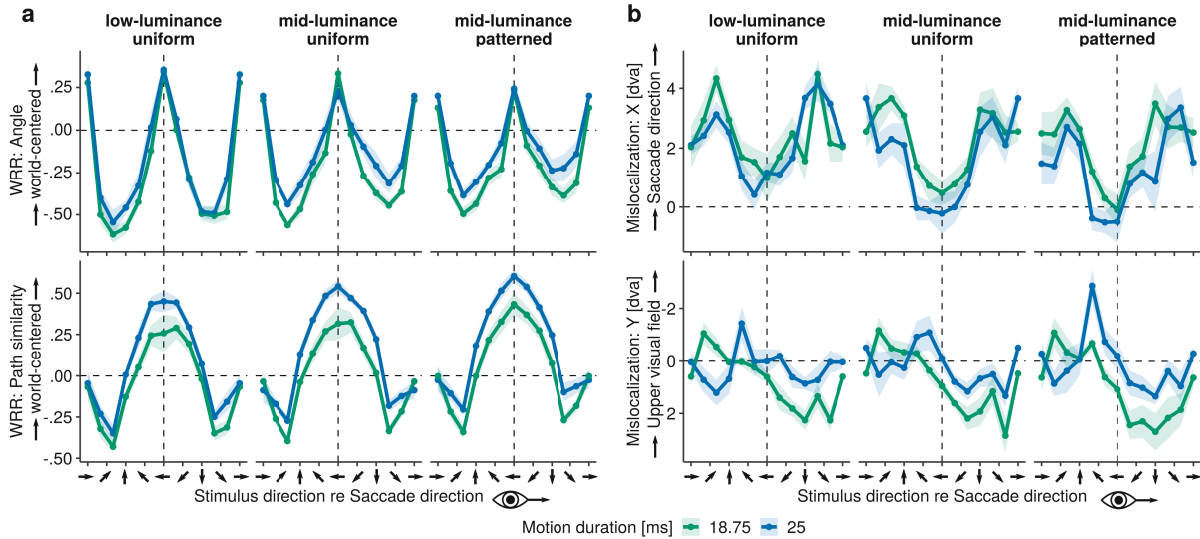 a
low-luminance
uniform
mid-luminance
uniform
mid-luminance
patterned
WRR: Angle
world-centered
.25
.00
-.25
-.50
WRR: Path similarity
world-centered
.50
.25
.00
-.25
-.50
Stimulus direction re Saccade direction
b
low-luminance
uniform
mid-luminance
uniform
mid-luminance
patterned
Mislocalization: X [dva]
Saccade direction
4
2
0
Mislocalization: Y [dva]
Upper visual field
-2
0
2
Stimulus direction re Saccade direction
Motion duration [ms] 18.75 25